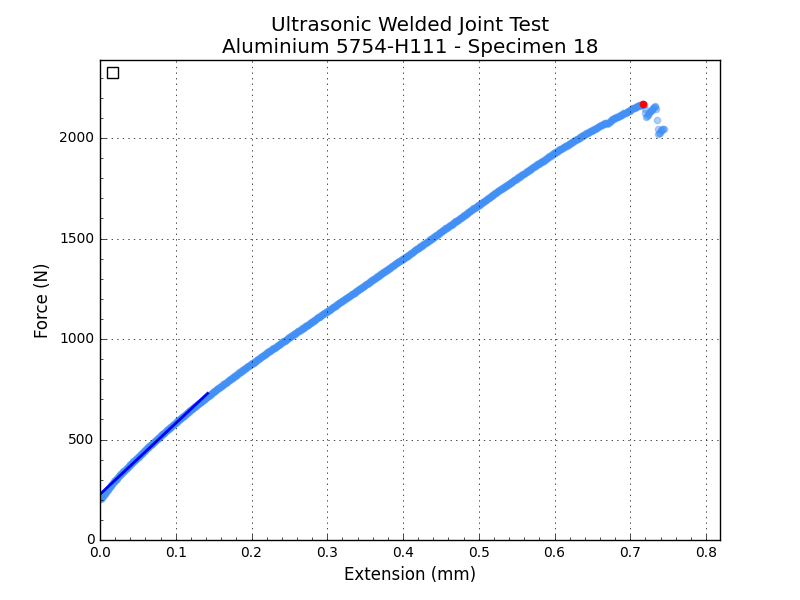 Ultrasonic Welded Joint Test
Aluminium 5754-H111 - Specimen 18
Force (N)
2000
1500
1000
500
0
0.0 0.1 0.2 0.3 0.4 0.5 0.6 0.7 0.8
Extension (mm)